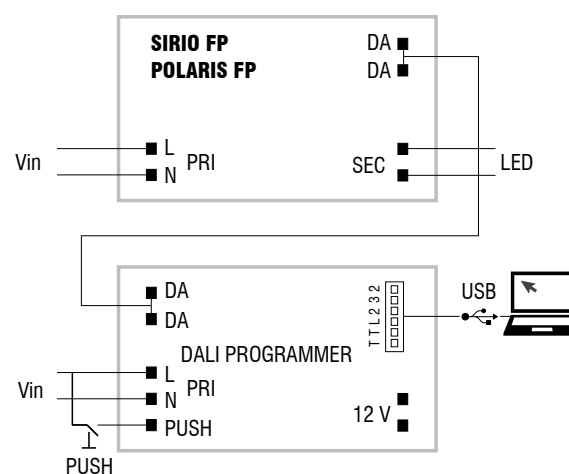 SIRIO FP
POLARIS FP
DA
DA
L
N
PRI
Vin
SEC
LED
DA
DA
TTL232
USB
DALI PROGRAMMER
L
N
PRI
Vin
PUSH
12 V
PUSH